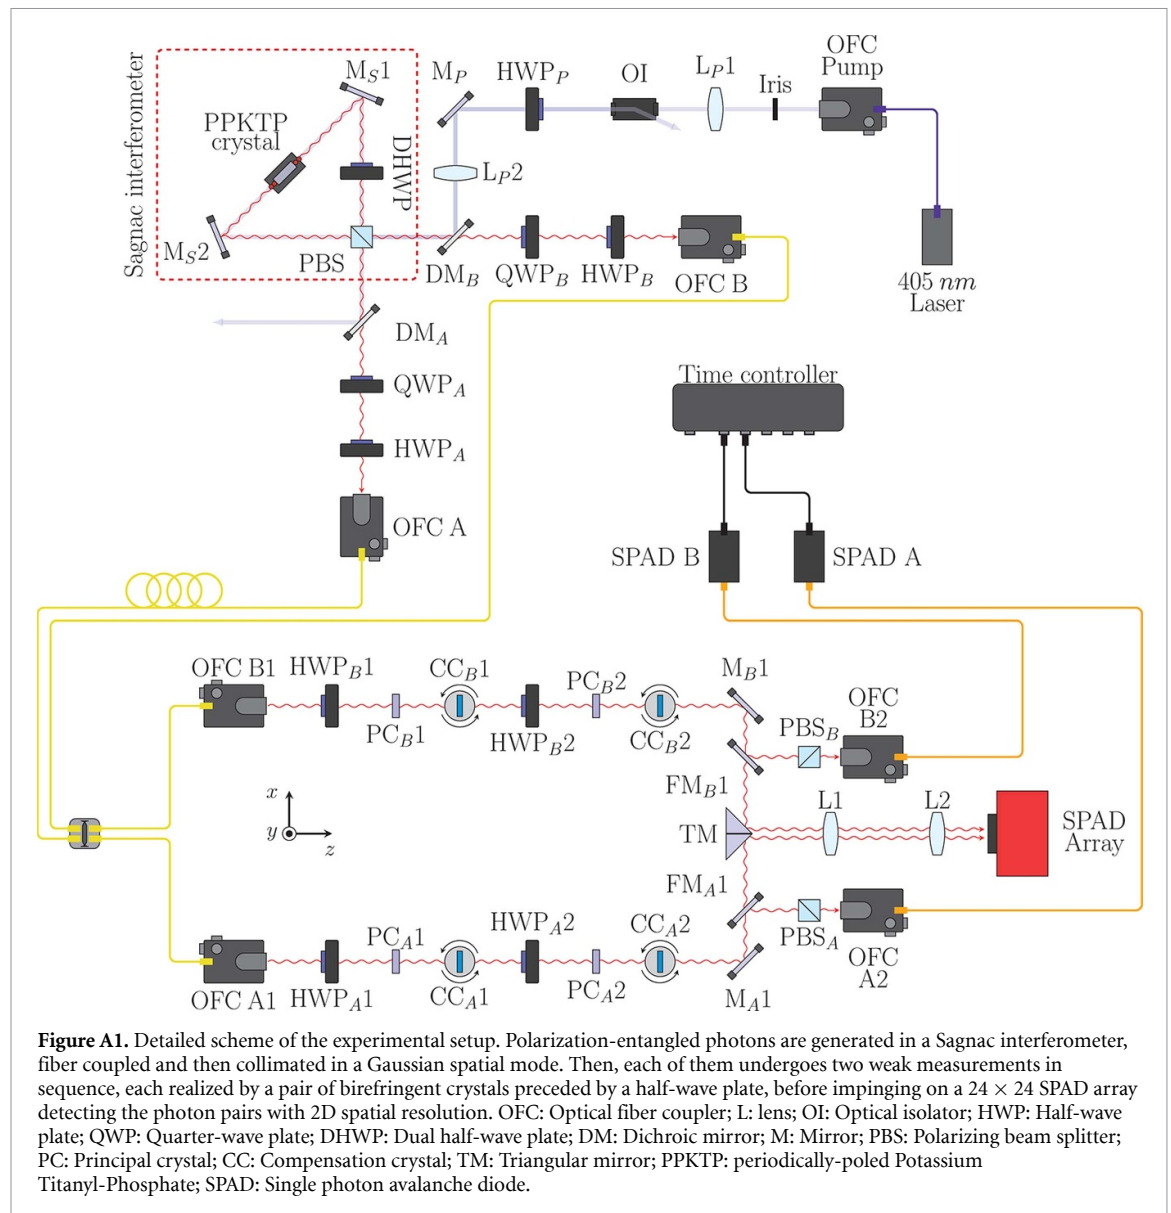 Sagnac interferometer
M_S1
PPKTP
crystal
DHWP
M_S2
PBS
M_P
HWP_P
OI
L_P1
Iris
OFC
Pump
L_P2
DM_B
QWP_B
HWP_B
OFC B
405 nm
Laser
DM_A
QWP_A
HWP_A
OFC A
Time controller
SPAD B
SPAD A
OFC B1
HWP_B1
PC_B1
CC_B1
HWP_B2
PC_B2
CC_B2
M_B1
PBS_B
OFC
B2
FM_B1
x
y
z
TM
L1
L2
SPAD
Array
FM_A1
PBS_A
OFC
A2
OFC A1
HWP_A1
PC_A1
CC_A1
HWP_A2
PC_A2
CC_A2
M_A1
Figure A1. Detailed scheme of the experimental setup. Polarization-entangled photons are generated in a Sagnac interferometer,
fiber coupled and then collimated in a Gaussian spatial mode. Then, each of them undergoes two weak measurements in
sequence, each realized by a pair of birefringent crystals preceded by a half-wave plate, before impinging on a 24 × 24 SPAD array
detecting the photon pairs with 2D spatial resolution. OFC: Optical fiber coupler; L: lens; OI: Optical isolator; HWP: Half-wave
plate; QWP: Quarter-wave plate; DHWP: Dual half-wave plate; DM: Dichroic mirror; M: Mirror; PBS: Polarizing beam splitter;
PC: Principal crystal; CC: Compensation crystal; TM: Triangular mirror; PPKTP: periodically-poled Potassium
Titanyl-Phosphate; SPAD: Single photon avalanche diode.